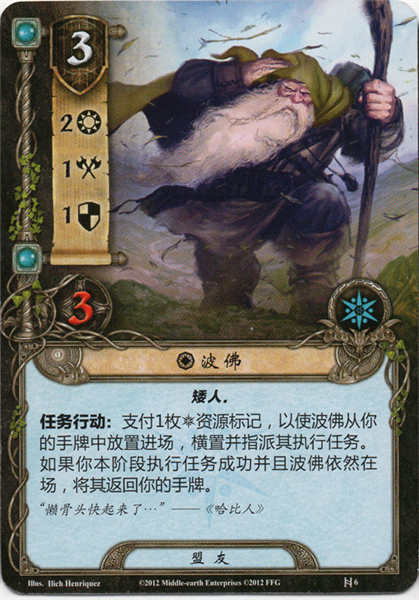 3
2
1
1
3
波佛
矮人.
任务行动：支付1枚资源标记，以使波佛从你
的手牌中放置进场，横置并指派其执行任务。
如果你本阶段执行任务成功并且波佛依然在
场，将其返回你的手牌。
“懒骨头快起来了…” ——《哈比人》
盟友
Illus. Ilich Henriquez ©2012 Middle-earth Enterprises ©2012 FFG 6